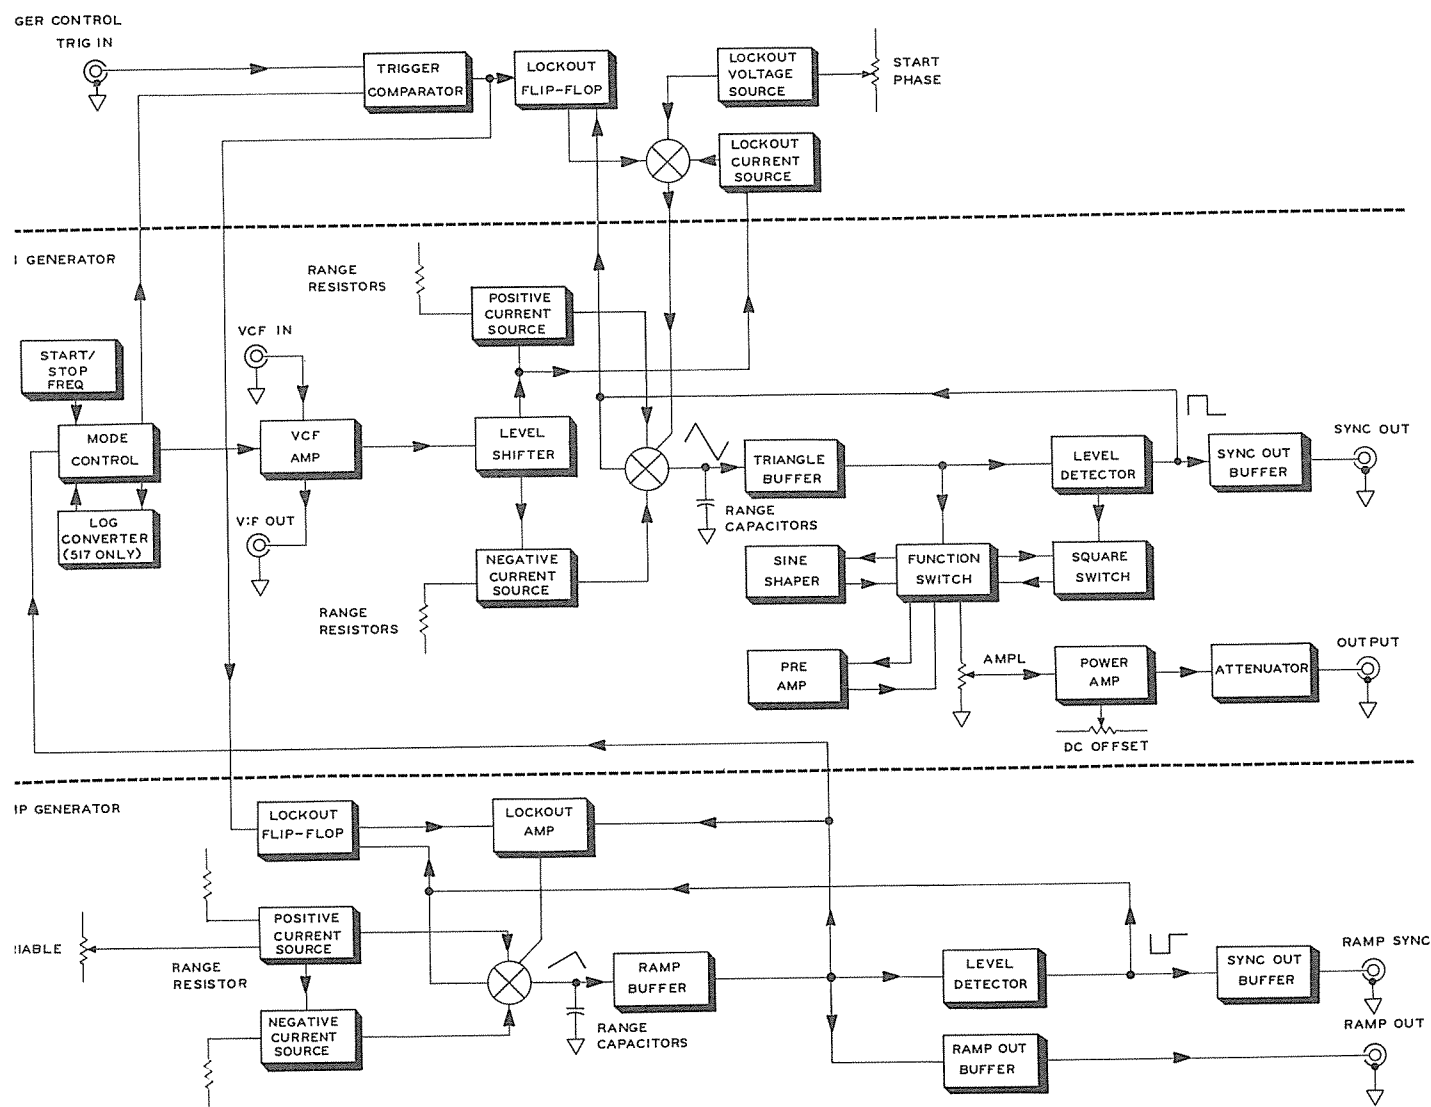 GER CONTROL
TRIG IN
TRIGGER
COMPARATOR
LOCKOUT
FLIP-FLOP
LOCKOUT
VOLTAGE
SOURCE
START
PHASE
LOCKOUT
CURRENT
SOURCE
GENERATOR
RANGE
RESISTORS
POSITIVE
CURRENT
SOURCE
START/
STOP
FREQ
VCF IN
MODE
CONTROL
VCF
AMP
LEVEL
SHIFTER
TRIANGLE
BUFFER
LEVEL
DETECTOR
SYNC OUT
BUFFER
SYNC OUT
LOG
CONVERTER
(517 ONLY)
V:F OUT
RANGE
CAPACITORS
NEGATIVE
CURRENT
SOURCE
RANGE
RESISTORS
SINE
SHAPER
FUNCTION
SWITCH
SQUARE
SWITCH
PRE
AMP
AMPL
POWER
AMP
ATTENUATOR
OUTPUT
DC OFFSET
IP GENERATOR
LOCKOUT
FLIP-FLOP
LOCKOUT
AMP
POSITIVE
CURRENT
SOURCE
IABLE
RANGE
RESISTOR
NEGATIVE
CURRENT
SOURCE
RAMP
BUFFER
RANGE
CAPACITORS
LEVEL
DETECTOR
SYNC OUT
BUFFER
RAMP SYNC
RAMP OUT
BUFFER
RAMP OUT